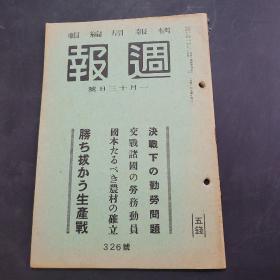 輯編局報情
報週
號日三十月一
決戰下の勤勞問題
交戰諸國の勞務動員
國本たるべき農村の確立
勝ち拔かう生產戰
326號
五錢